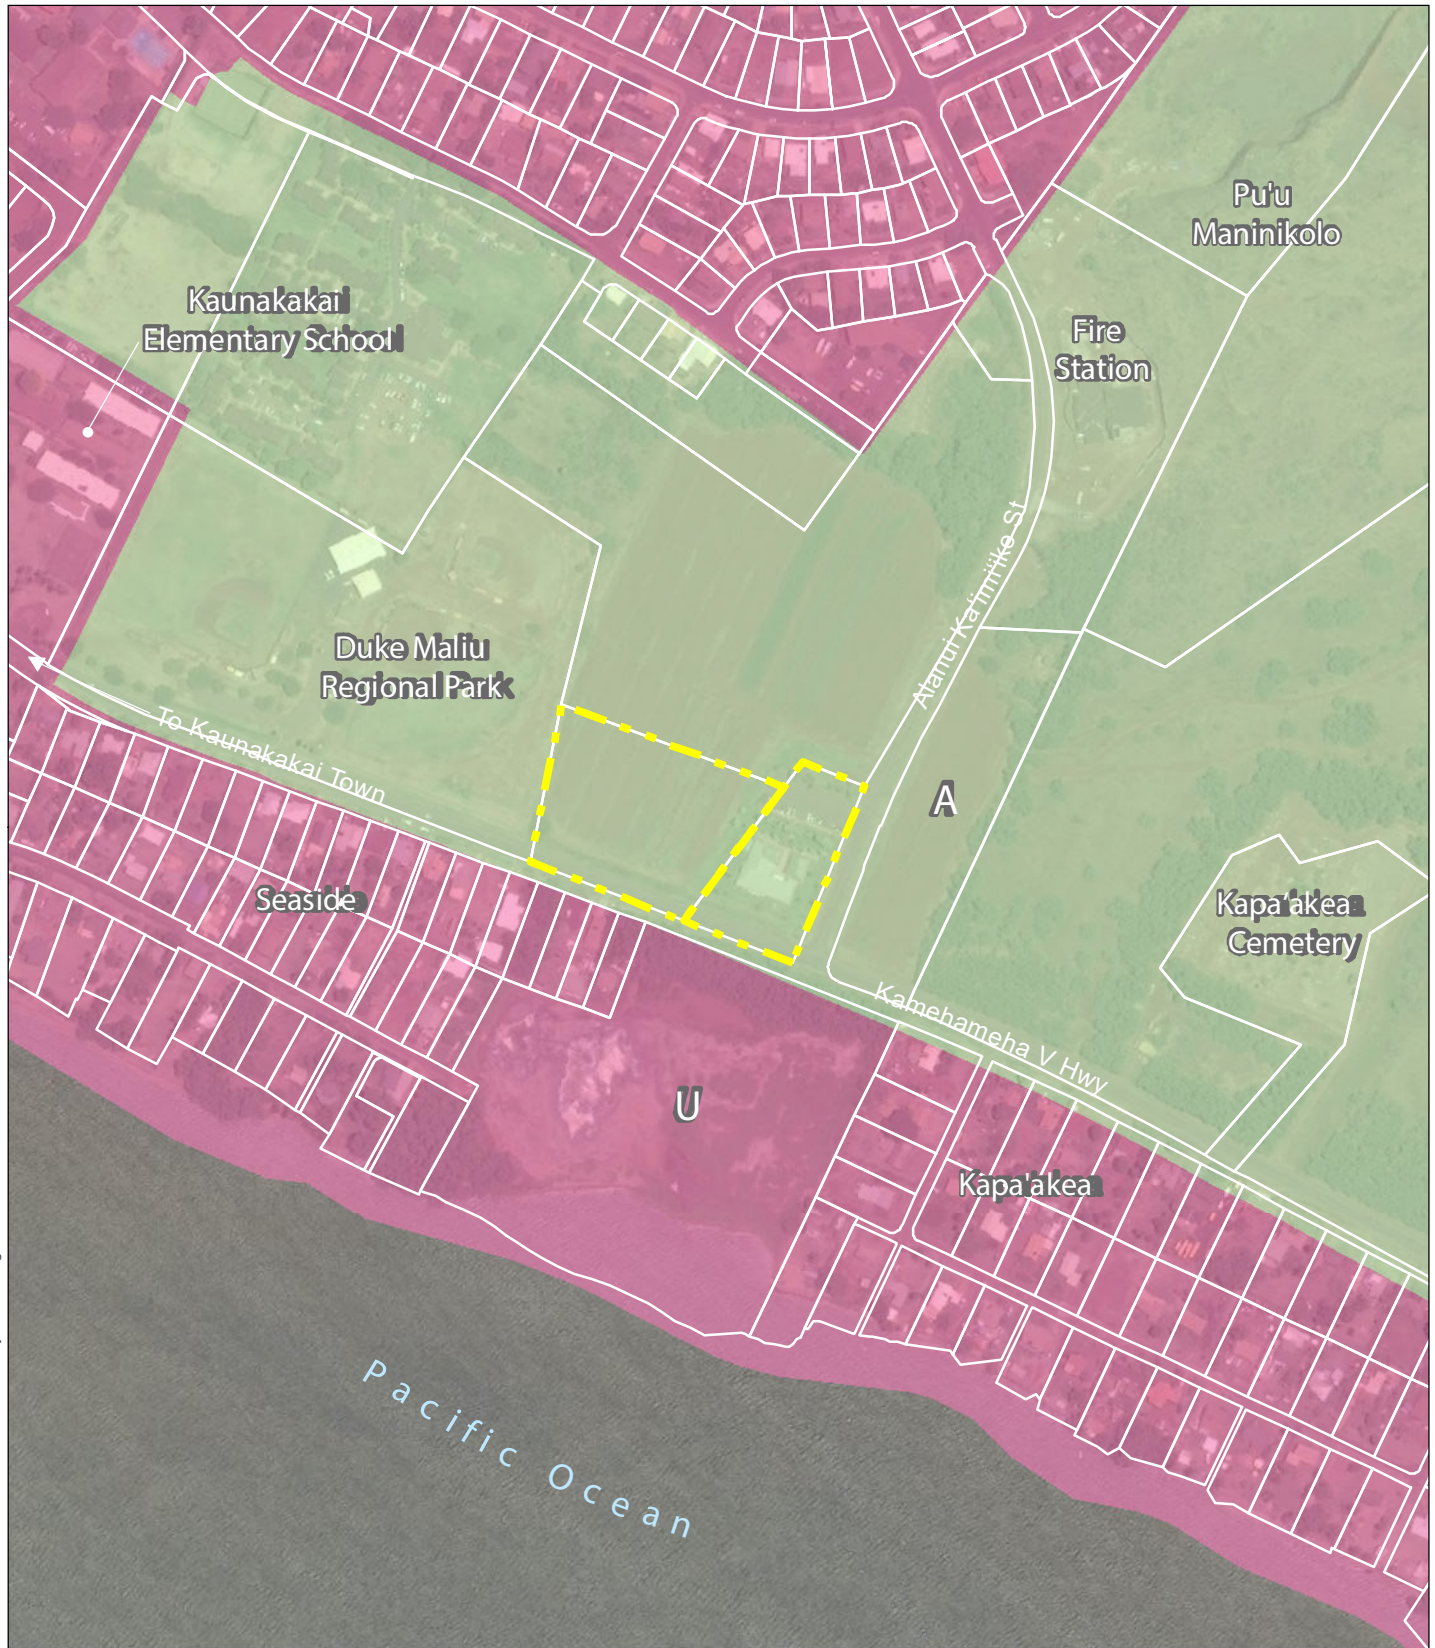 Pu'u
Maninikolo
Kaunakakai
Elementary School
Fire
Station
Alanui Ka'imi'ike St
Duke Maliu
Regional Park
To Kaunakakai Town
A
Seaside
Kapa'akea
Cemetery
Kamehameha V Hwy
U
Kapa'akea
Pacific Ocean